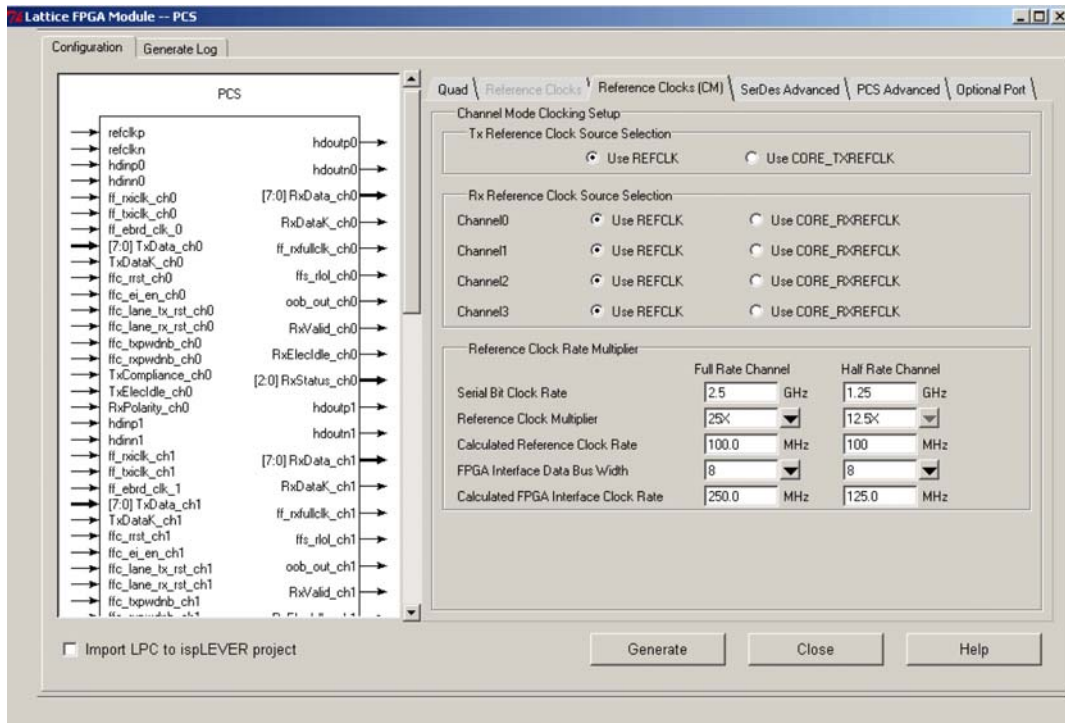 Lattice FPGA Module -- PCS
Configuration Generate Log
PCS
refclkp
refclkn
hdinp0
hdinn0
ff_rxiclk_ch0
ff_txiclk_ch0
ff_ebrd_clk_0
[7:0] TxData_ch0
TxDataK_ch0
ffc_rrst_ch0
ffc_ei_en_ch0
ffc_lane_tx_rst_ch0
ffc_lane_rx_rst_ch0
ffc_txpwdnb_ch0
ffc_rxpwdnb_ch0
TxCompliance_ch0
TxElecIdle_ch0
RxPolarity_ch0
hdinp1
hdinn1
ff_rxiclk_ch1
ff_txiclk_ch1
ff_ebrd_clk_1
[7:0] TxData_ch1
TxDataK_ch1
ffc_rrst_ch1
ffc_ei_en_ch1
ffc_lane_tx_rst_ch1
ffc_lane_rx_rst_ch1
ffc_txpwdnb_ch1
hdoutp0
hdoutn0
[7:0] RxData_ch0
RxDataK_ch0
ff_rxfullclk_ch0
ffs_rlol_ch0
oob_out_ch0
RxValid_ch0
RxElecIdle_ch0
[2:0] RxStatus_ch0
hdoutp1
hdoutn1
[7:0] RxData_ch1
RxDataK_ch1
ff_rxfullclk_ch1
ffs_rlol_ch1
oob_out_ch1
RxValid_ch1
Quad Reference Clocks Reference Clocks (CM) SerDes Advanced PCS Advanced Optional Port
Channel Mode Clocking Setup
Tx Reference Clock Source Selection
Use REFCLK Use CORE_TXREFCLK
Rx Reference Clock Source Selection
Channel0 Use REFCLK Use CORE_RXREFCLK
Channel1 Use REFCLK Use CORE_RXREFCLK
Channel2 Use REFCLK Use CORE_RXREFCLK
Channel3 Use REFCLK Use CORE_RXREFCLK
Reference Clock Rate Multiplier
Full Rate Channel Half Rate Channel
Serial Bit Clock Rate 2.5 GHz 1.25 GHz
Reference Clock Multiplier 25X 12.5X
Calculated Reference Clock Rate 100.0 MHz 100 MHz
FPGA Interface Data Bus Width 8 8
Calculated FPGA Interface Clock Rate 250.0 MHz 125.0 MHz
Import LPC to ispLEVER project
Generate Close Help